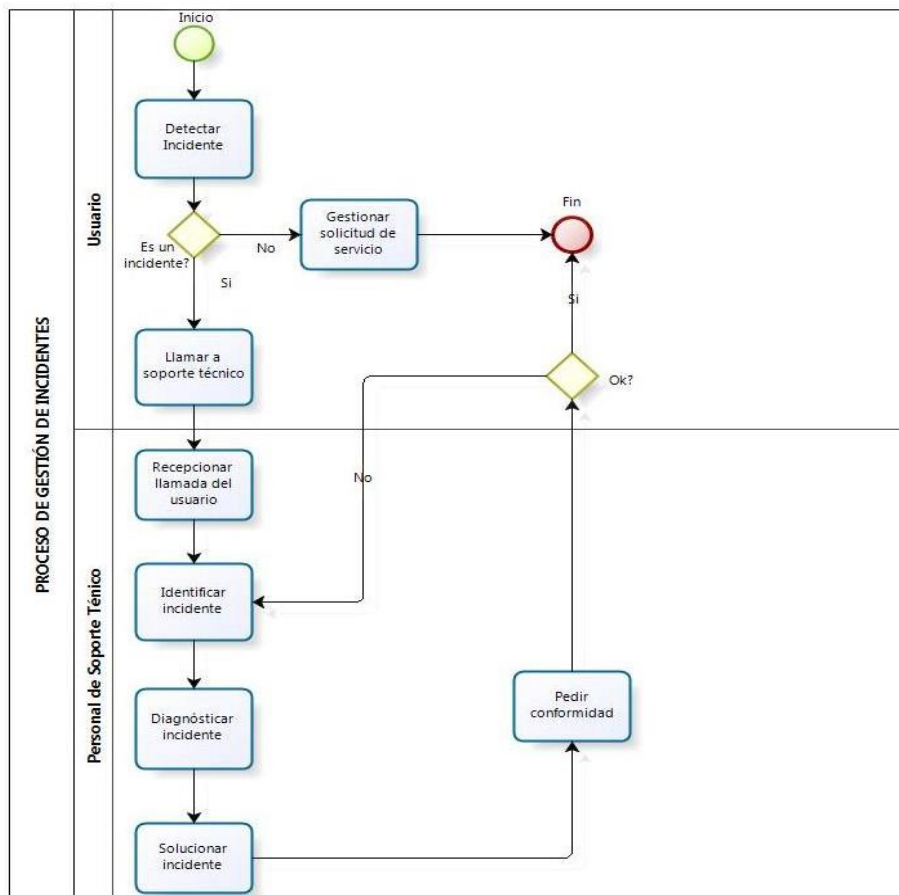 PROCESO DE GESTIÓN DE INCIDENTES
Usuario
Inicio
Detectar
Incidente
Es un
incidente?
No
Gestionar
solicitud de
servicio
Fin
Si
Si
Llamar a
soporte técnico
Ok?
Personal de Soporte Ténico
Recepcionar
llamada del
usuario
No
Identificar
incidente
Diagnósticar
incidente
Pedir
conformidad
Solucionar
incidente